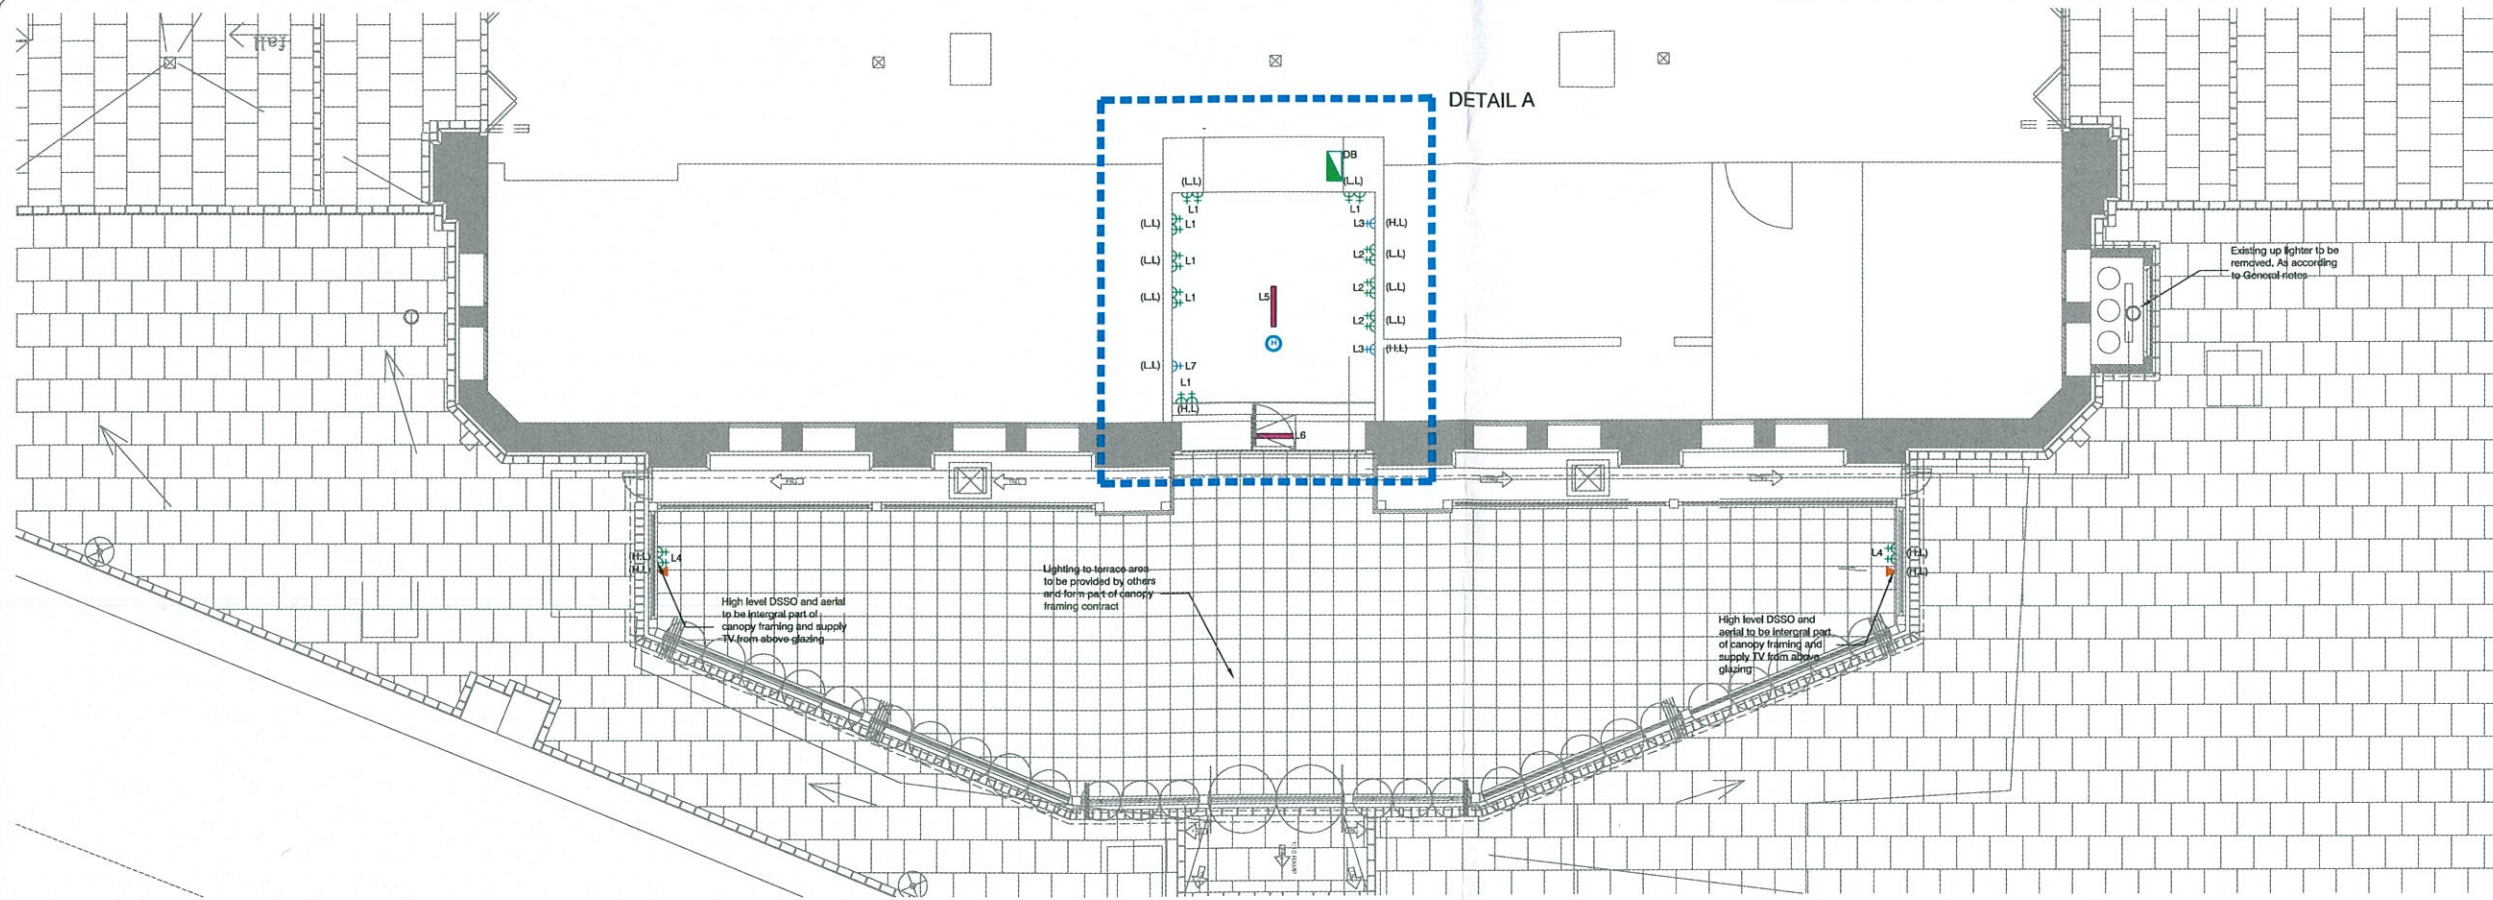 fall
DETAIL A
DB
(L.L)
(L.L)
L1
L1
(L.L)
L1
L3
(H.L)
(L.L)
L1
L2
(L.L)
(L.L)
L1
L5
L2
(L.L)
L2
(L.L)
H
L3
(H.L)
(L.L)
L7
L1
(H.L)
L6
Existing up lighter to be
removed. As according
to General notes
FALL
(H.L)
L4
(H.L)
High level DSSO and aerial
to be intergral part of
canopy framing and supply
TV from above glazing
Lighting to terrace area
to be provided by others
and form part of canopy
framing contract
L4
(H.L)
(H.L)
High level DSSO and
aerial to be intergral part
of canopy framing and
supply TV from above
glazing